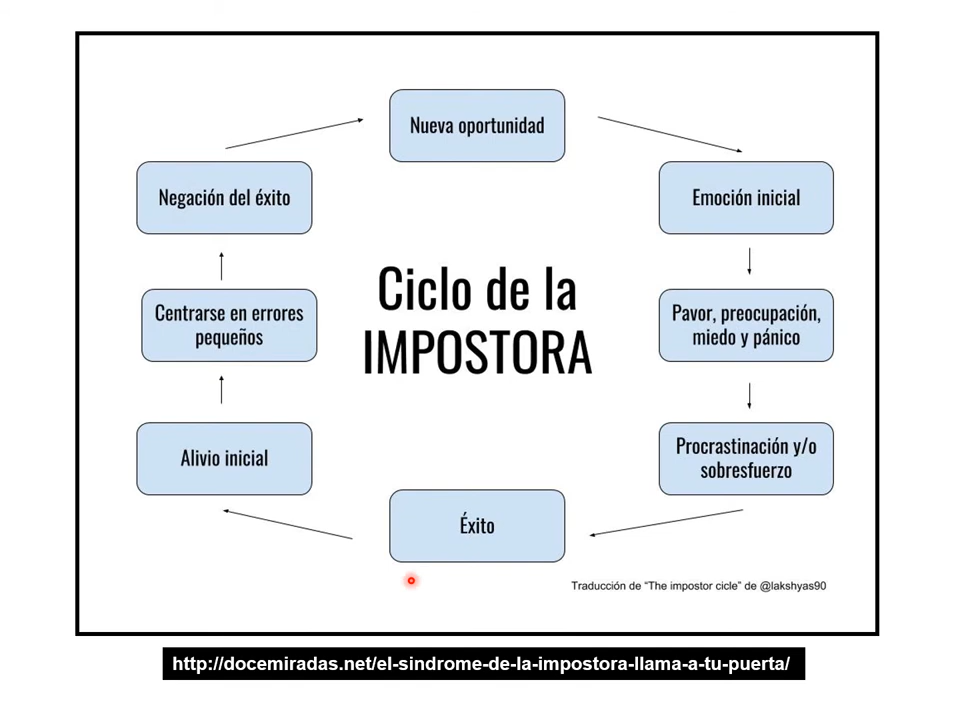 Nueva oportunidad
Emoción inicial
Pavor, preocupación,
miedo y pánico
Procrastinación y/o
sobresfuerzo
Éxito
Alivio inicial
Centrarse en errores
pequeños
Negación del éxito
Ciclo de la
IMPOSTORA
Traducción de “The impostor cicle” de @lakshyas90
http://docemiradas.net/el-sindrome-de-la-impostora-llama-a-tu-puerta/